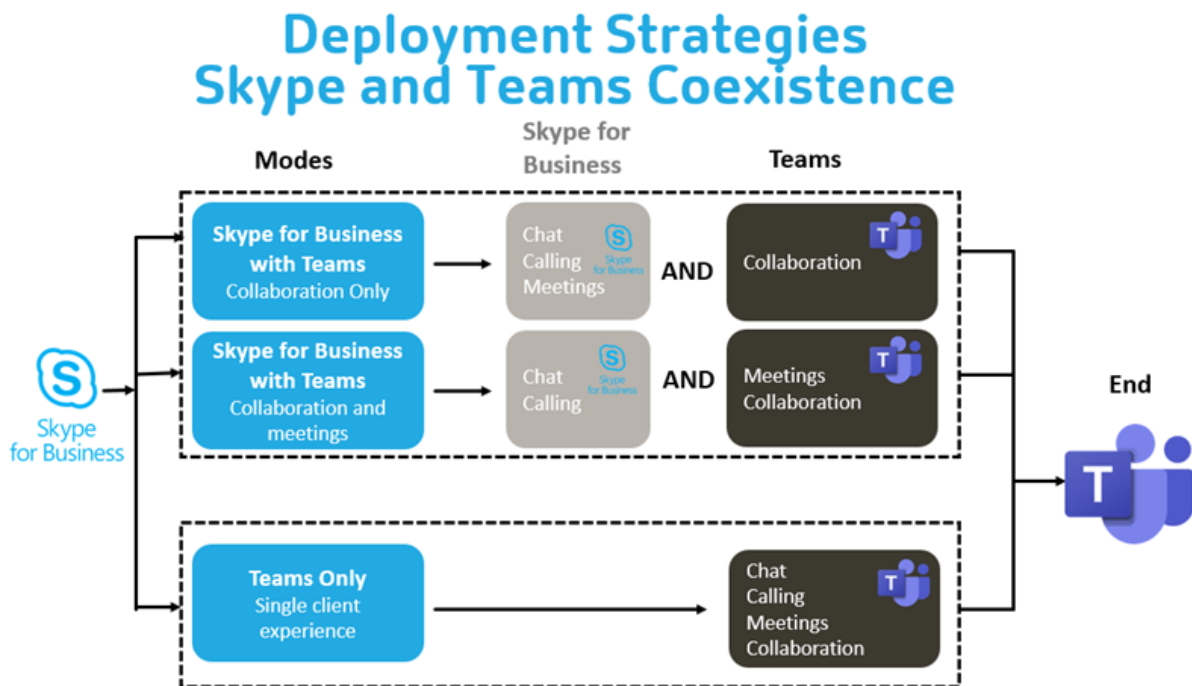 Deployment Strategies
Skype and Teams Coexistence
Modes
Skype for
Business
Teams
Skype for Business
with Teams
Collaboration Only
Chat
Calling
Meetings
S
Skype
for Business
AND
Collaboration
T
Skype for Business
with Teams
Collaboration and
meetings
Chat
Calling
S
Skype
for Business
AND
Meetings
Collaboration
T
S
Skype
for Business
End
T
Teams Only
Single client
experience
Chat
Calling
Meetings
Collaboration
T